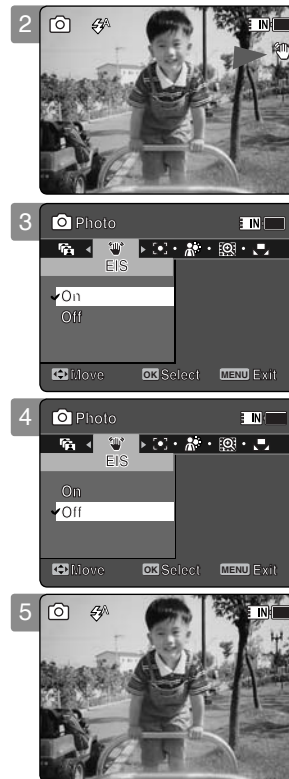 2
A
IN
3
Photo
IN
EIS
On
Off
Move OK Select MENU Exit
4
Photo
IN
EIS
On
Off
Move OK Select MENU Exit
5
A
IN